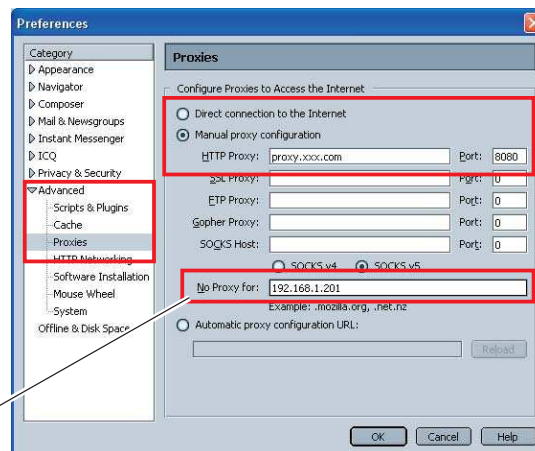 Preferences
Category
Appearance
Navigator
Composer
Mail & Newsgroups
Instant Messenger
ICQ
Privacy & Security
Advanced
Scripts & Plugins
Cache
Proxies
HTTP Networking
Software Installation
Mouse Wheel
System
Offline & Disk Space
Proxies
Configure Proxies to Access the Internet
Direct connection to the Internet
Manual proxy configuration
HTTP Proxy: proxy.xxx.com Port: 8080
SSL Proxy: Port: 0
FTP Proxy: Port: 0
Gopher Proxy: Port: 0
SOCKS Host: Port: 0
SOCKS v4 SOCKS v5
No Proxy for: 192.168.1.201
Example: .mozilla.org, .net.nz
Automatic proxy configuration URL:
Reload
OK Cancel Help